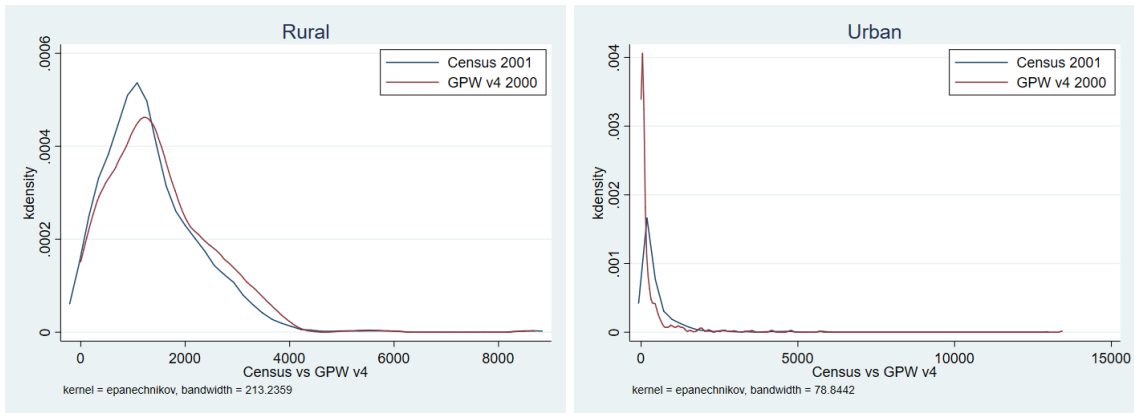 Rural
Census 2001
GPW v4 2000
kdensity
.0006
.0004
.0002
0
0 2000 4000 6000 8000
Census vs GPW v4
kernel = epanechnikov, bandwidth = 213.2359
Urban
Census 2001
GPW v4 2000
kdensity
.004
.003
.002
.001
0
0 5000 10000 15000
Census vs GPW v4
kernel = epanechnikov, bandwidth = 78.8442